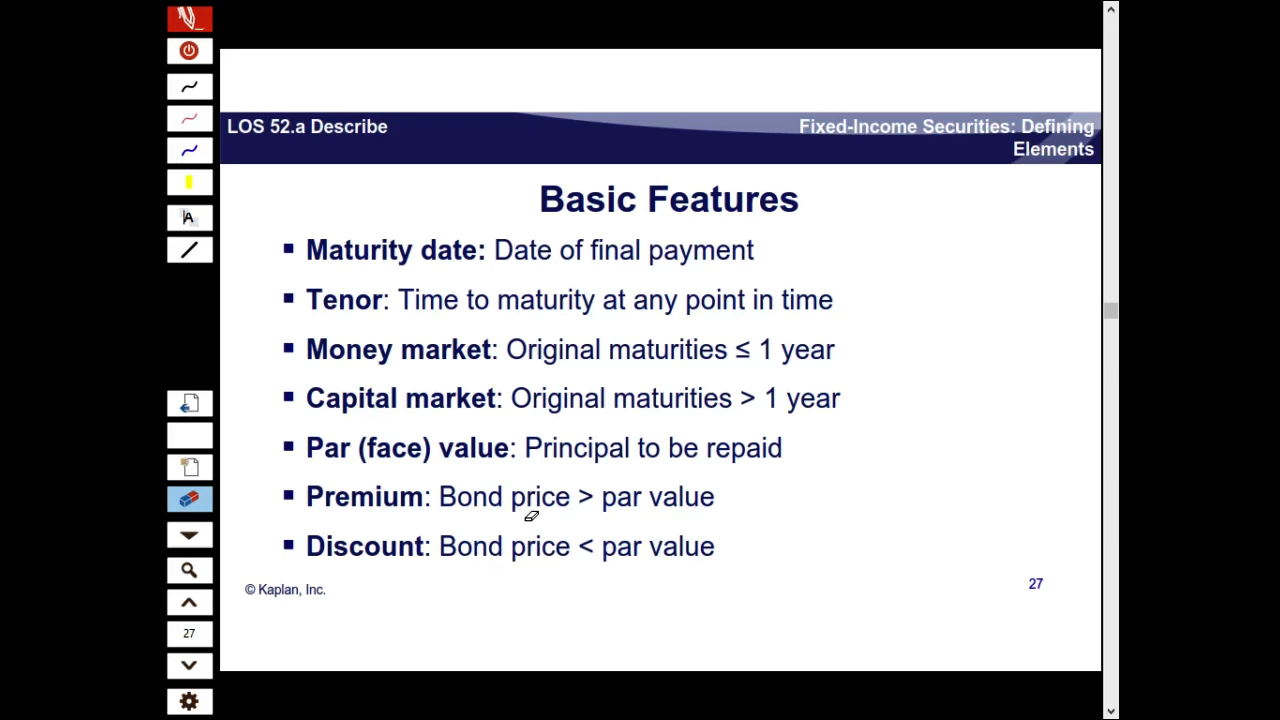 LOS 52.a Describe
Fixed-Income Securities: Defining
Elements
Basic Features
▪ Maturity date: Date of final payment
▪ Tenor: Time to maturity at any point in time
▪ Money market: Original maturities ≤ 1 year
▪ Capital market: Original maturities > 1 year
▪ Par (face) value: Principal to be repaid
▪ Premium: Bond price > par value
▪ Discount: Bond price < par value
© Kaplan, Inc.
27
A
27